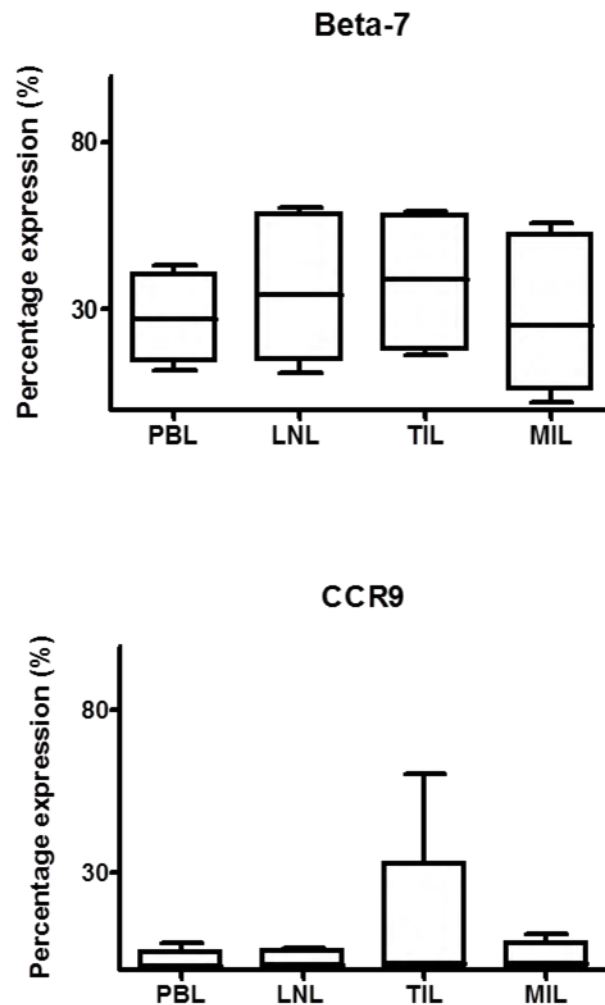 Beta-7
Percentage expression (%)
80
30
PBL LNL TIL MIL
CCR9
Percentage expression (%)
80
30
PBL LNL TIL MIL